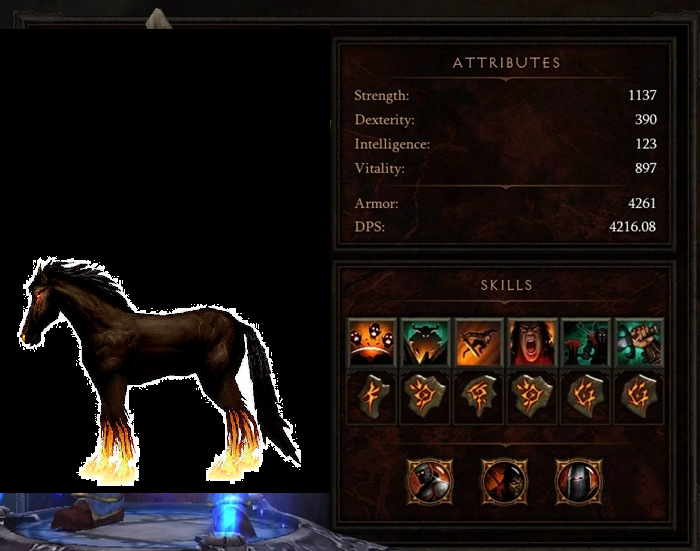 ATTRIBUTES
Strength: 1137
Dexterity: 390
Intelligence: 123
Vitality: 897
Armor: 4261
DPS: 4216.08
SKILLS